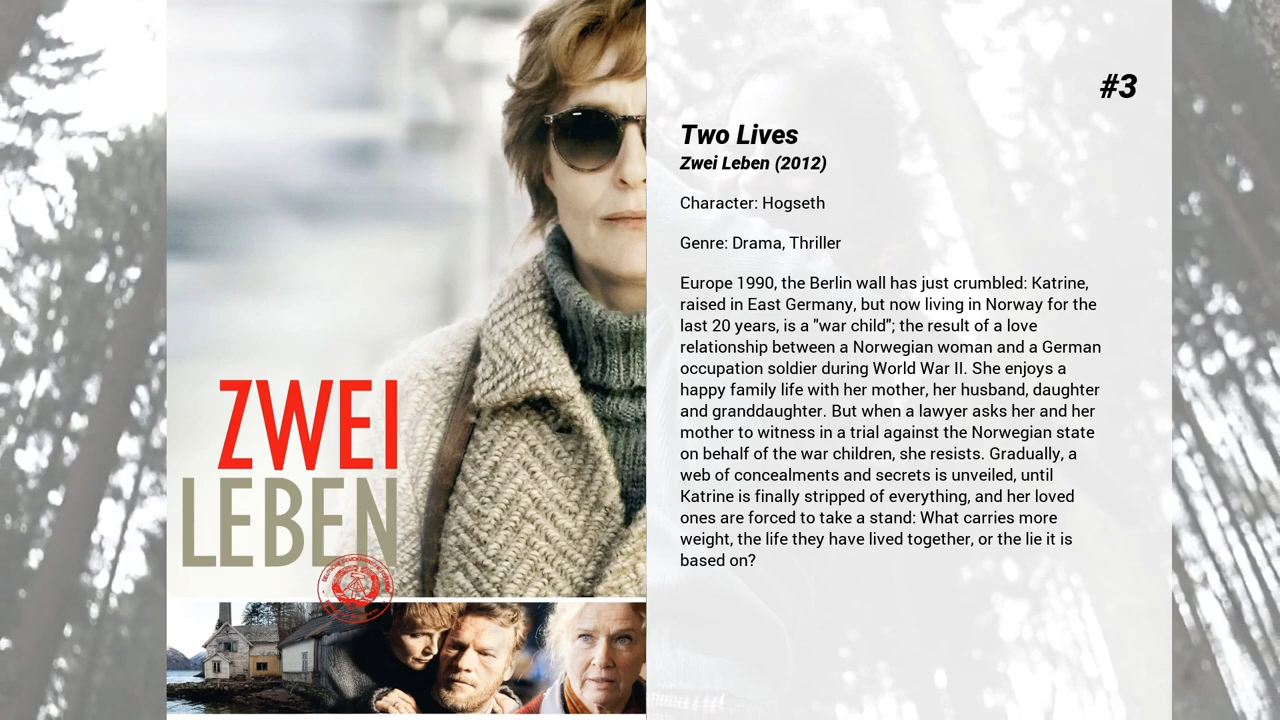 #3
Two Lives
Zwei Leben (2012)
Character: Hogseth
Genre: Drama, Thriller
Europe 1990, the Berlin wall has just crumbled: Katrine,
raised in East Germany, but now living in Norway for the
last 20 years, is a "war child"; the result of a love
relationship between a Norwegian woman and a German
occupation soldier during World War II. She enjoys a
happy family life with her mother, her husband, daughter
and granddaughter. But when a lawyer asks her and her
mother to witness in a trial against the Norwegian state
on behalf of the war children, she resists. Gradually, a
web of concealments and secrets is unveiled, until
Katrine is finally stripped of everything, and her loved
ones are forced to take a stand: What carries more
weight, the life they have lived together, or the lie it is
based on?
ZWEI
LEBEN